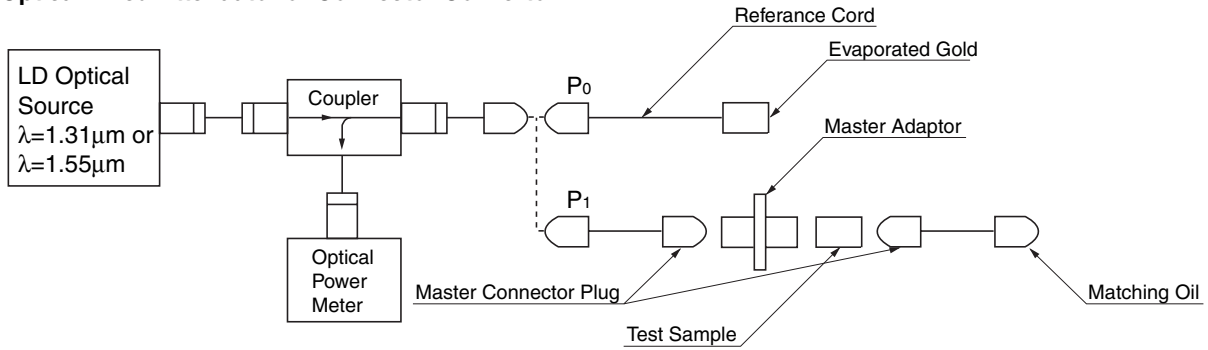 Referance Cord
Evaporated Gold
LD Optical
Source
λ=1.31μm or
λ=1.55μm
Coupler
P0
Master Adaptor
P1
Optical
Power
Meter
Master Connector Plug
Matching Oil
Test Sample